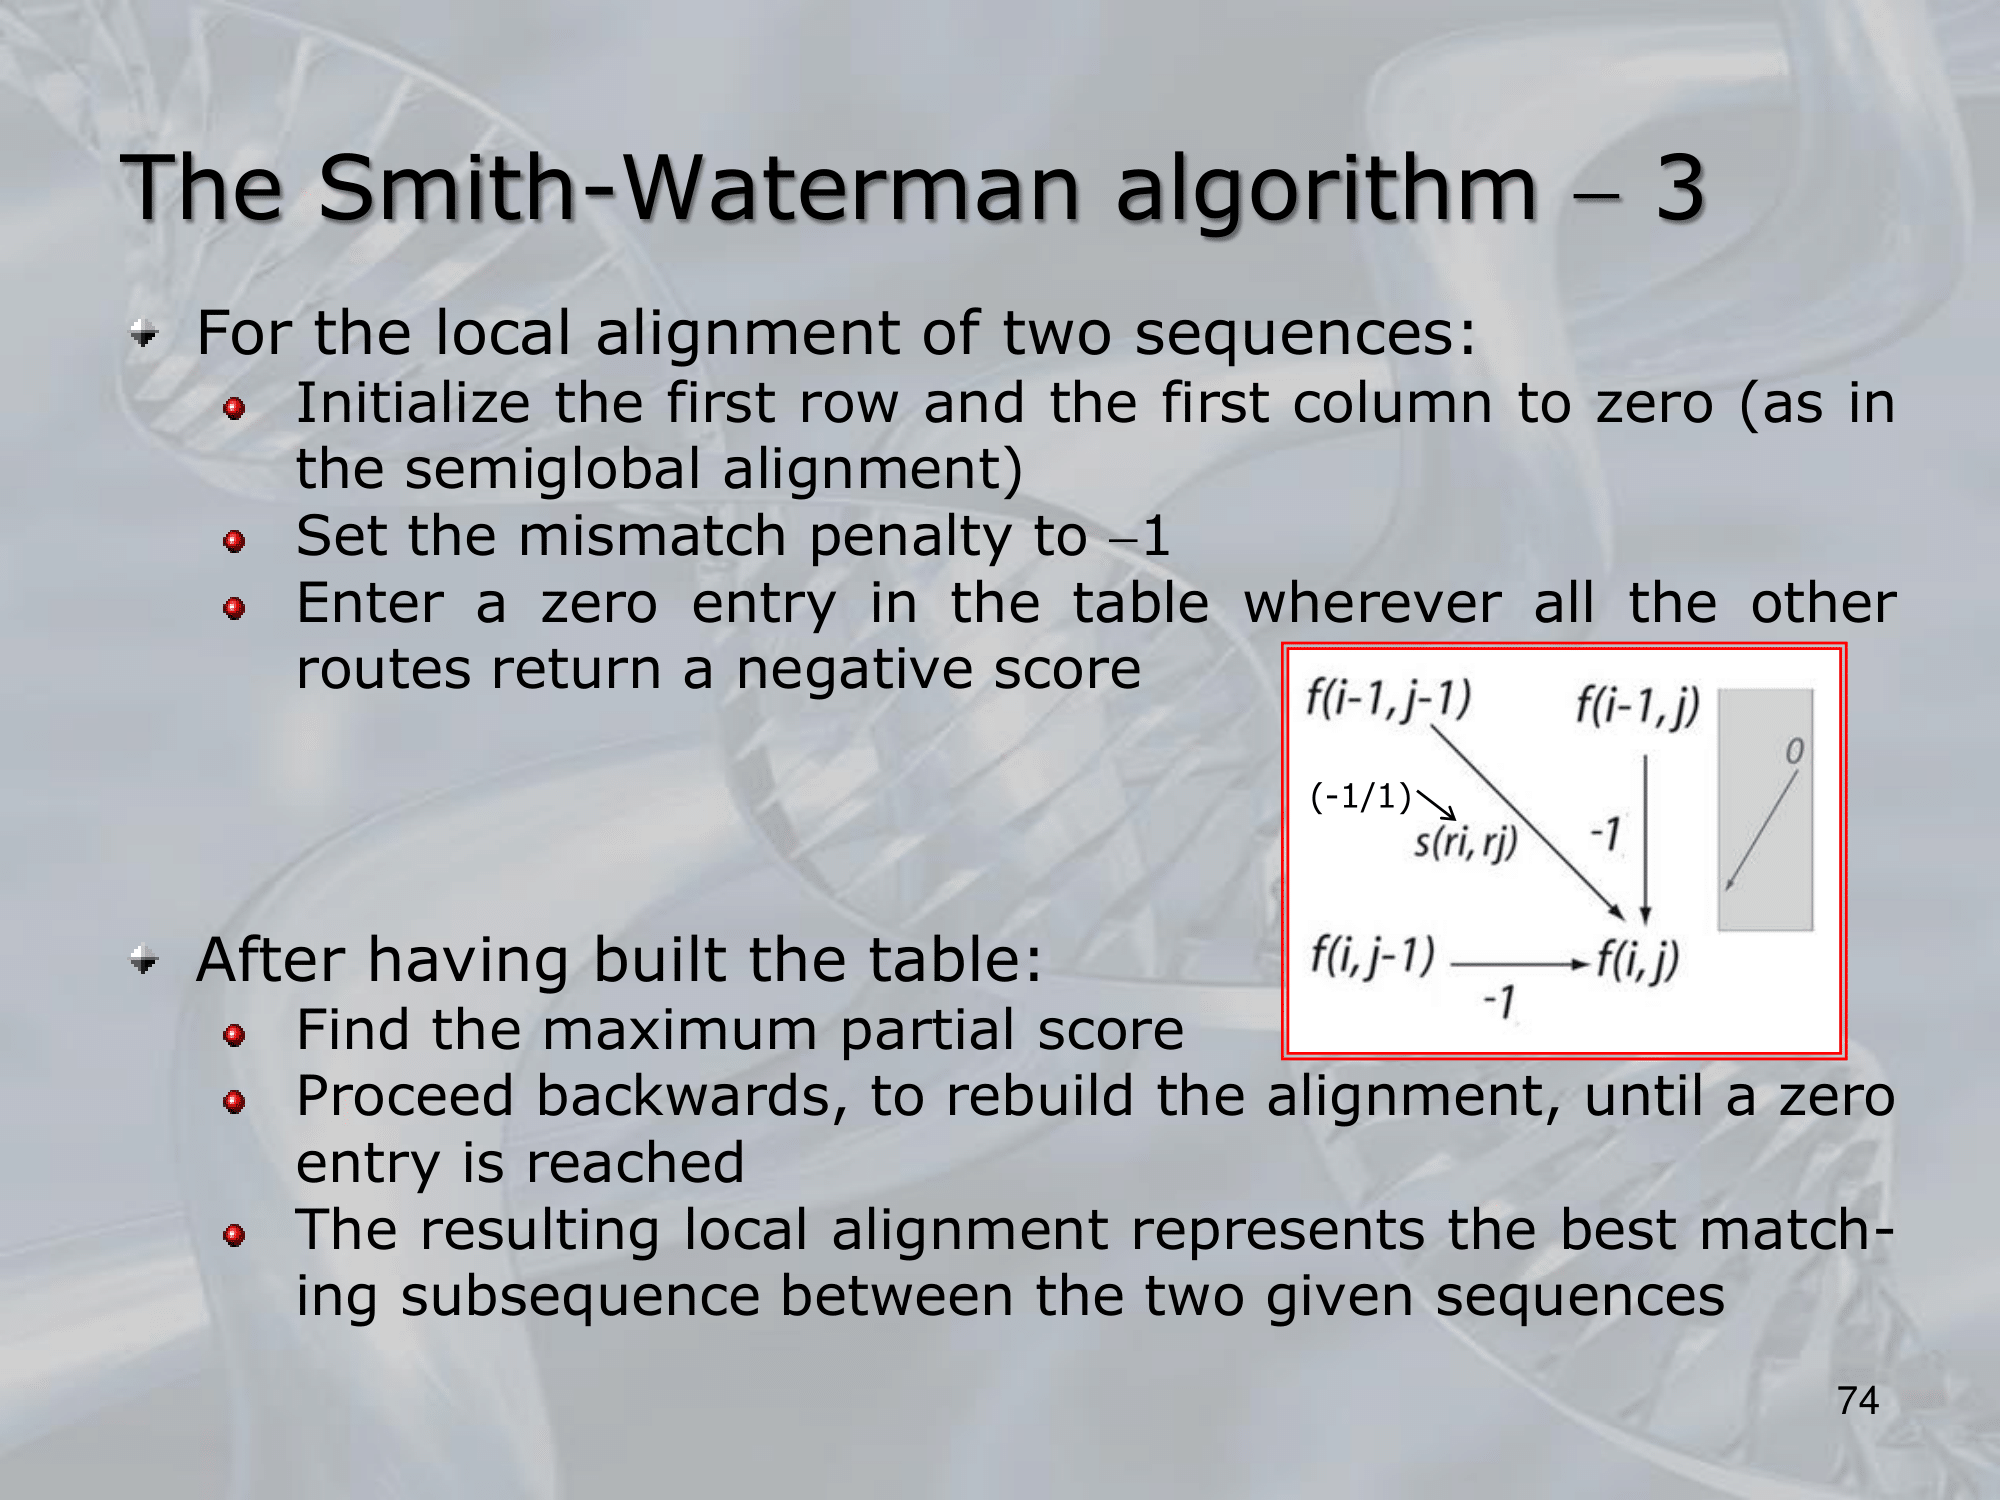 The Smith-Waterman algorithm – 3
For the local alignment of two sequences:
Initialize the first row and the first column to zero (as in
the semiglobal alignment)
Set the mismatch penalty to –1
Enter a zero entry in the table wherever all the other
routes return a negative score
f(i-1, j-1)
f(i-1, j)
0
(-1/1)
s(ri, rj)
-1
f(i, j-1)
f(i, j)
-1
After having built the table:
Find the maximum partial score
Proceed backwards, to rebuild the alignment, until a zero
entry is reached
The resulting local alignment represents the best match-
ing subsequence between the two given sequences
74